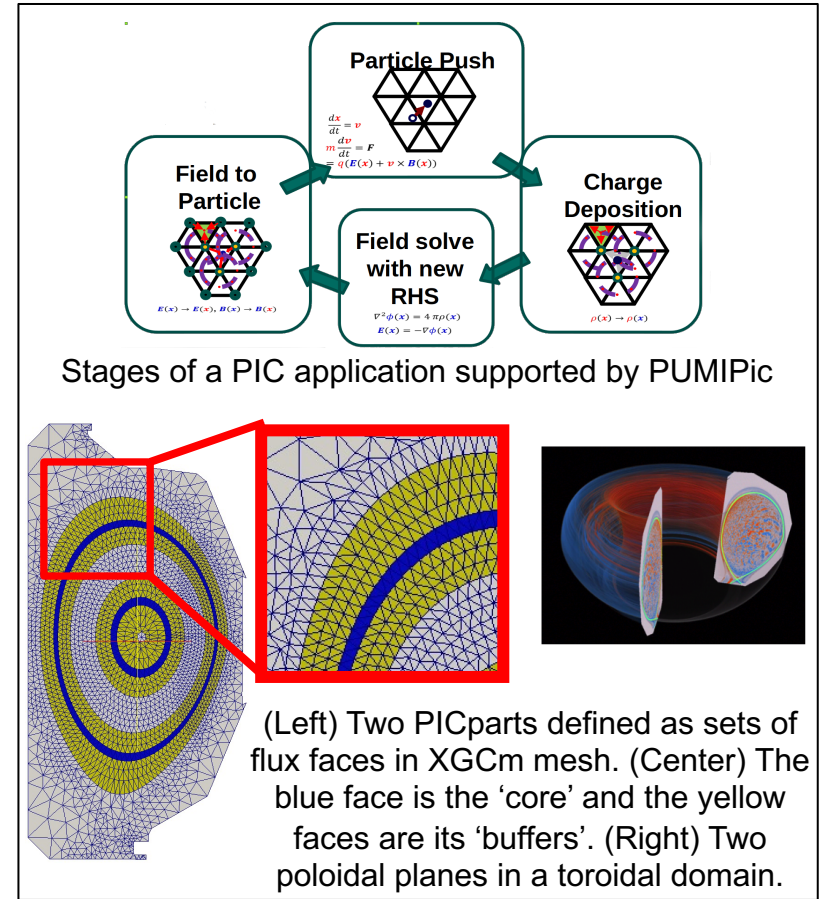 Particle Push
dx/dt = v
m dv/dt = F
= q(E(x) + v × B(x))
Field to
Particle
E(x) → E(x), B(x) → B(x)
Charge
Deposition
ρ(x) → ρ(x)
Field solve
with new
RHS
∇²ϕ(x) = 4 πρ(x)
E(x) = −∇ϕ(x)
Stages of a PIC application supported by PUMIPic
(Left) Two PICparts defined as sets of
flux faces in XGCm mesh. (Center) The
blue face is the ‘core’ and the yellow
faces are its ‘buffers’. (Right) Two
poloidal planes in a toroidal domain.